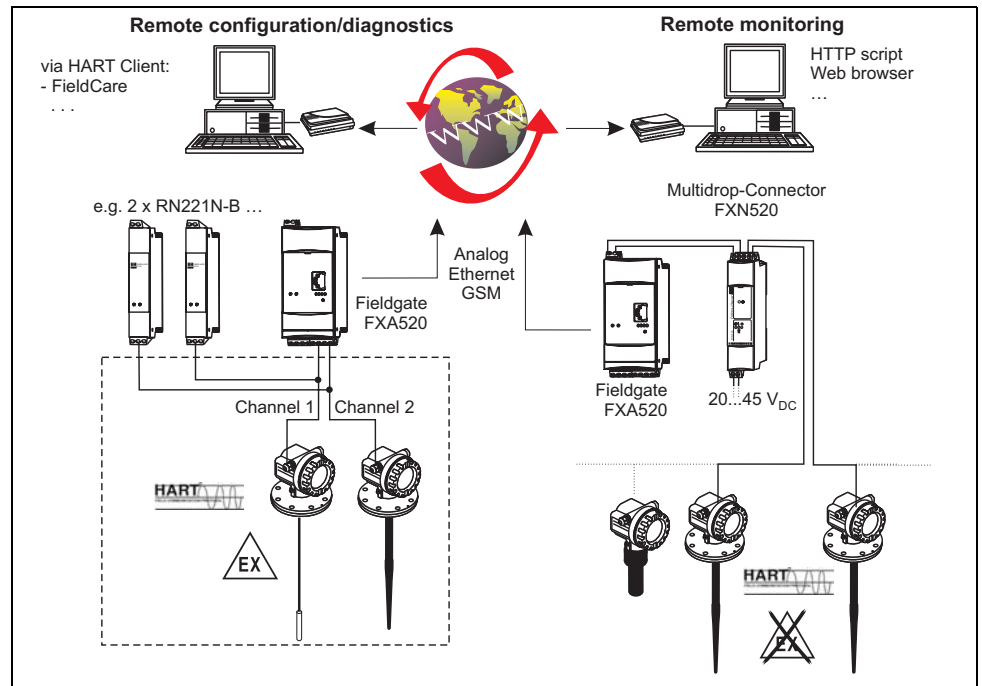 Remote configuration/diagnostics
Remote monitoring
via HART Client:
- FieldCare
. . .
WWW
HTTP script
Web browser
...
Multidrop-Connector
FXN520
e.g. 2 x RN221N-B ...
Analog
Ethernet
GSM
Fieldgate
FXA520
Fieldgate
FXA520
20...45 V DC
Channel 1
Channel 2
HART
EX
HART
EX